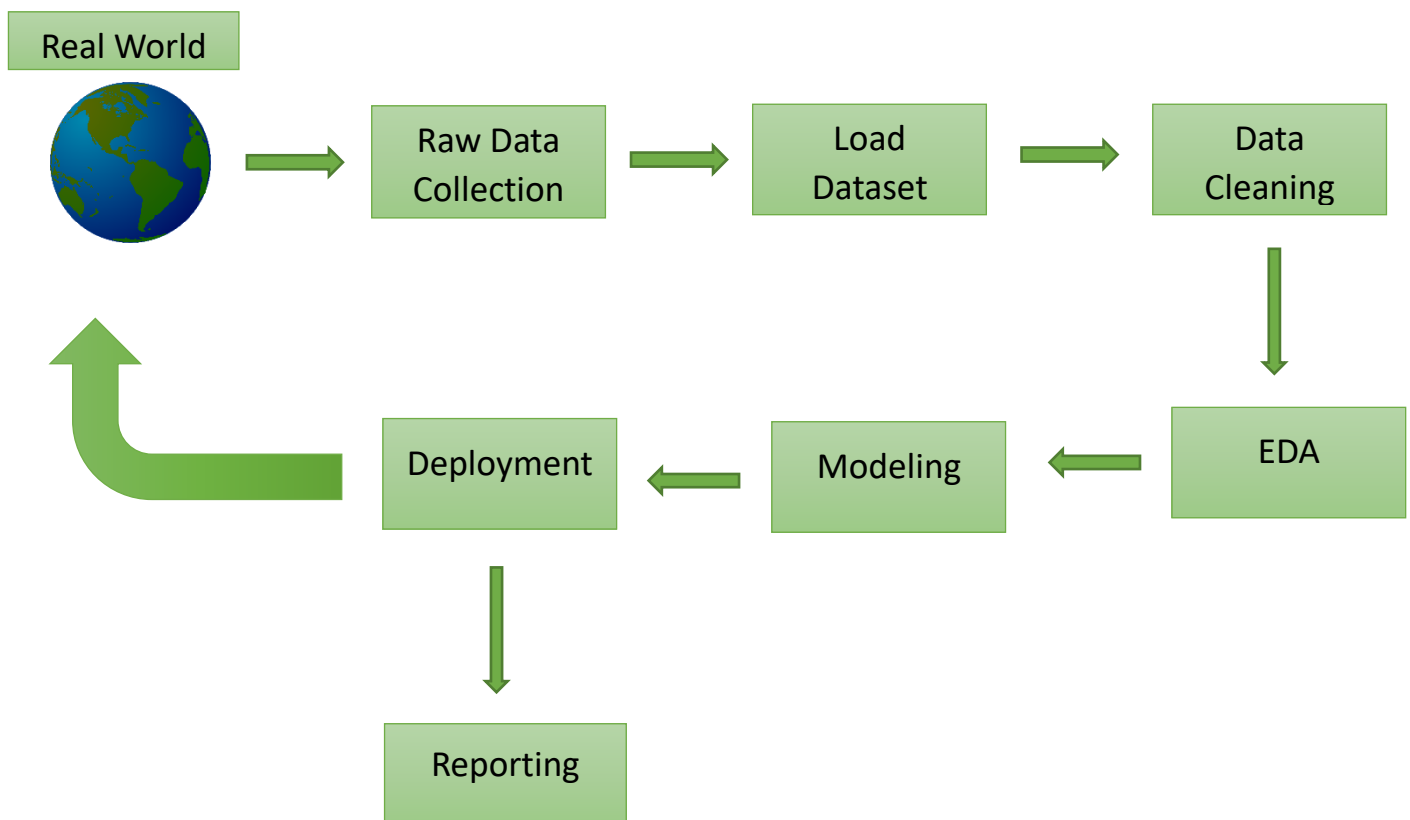 Real World
Raw Data
Collection
Load
Dataset
Data
Cleaning
EDA
Modeling
Deployment
Reporting